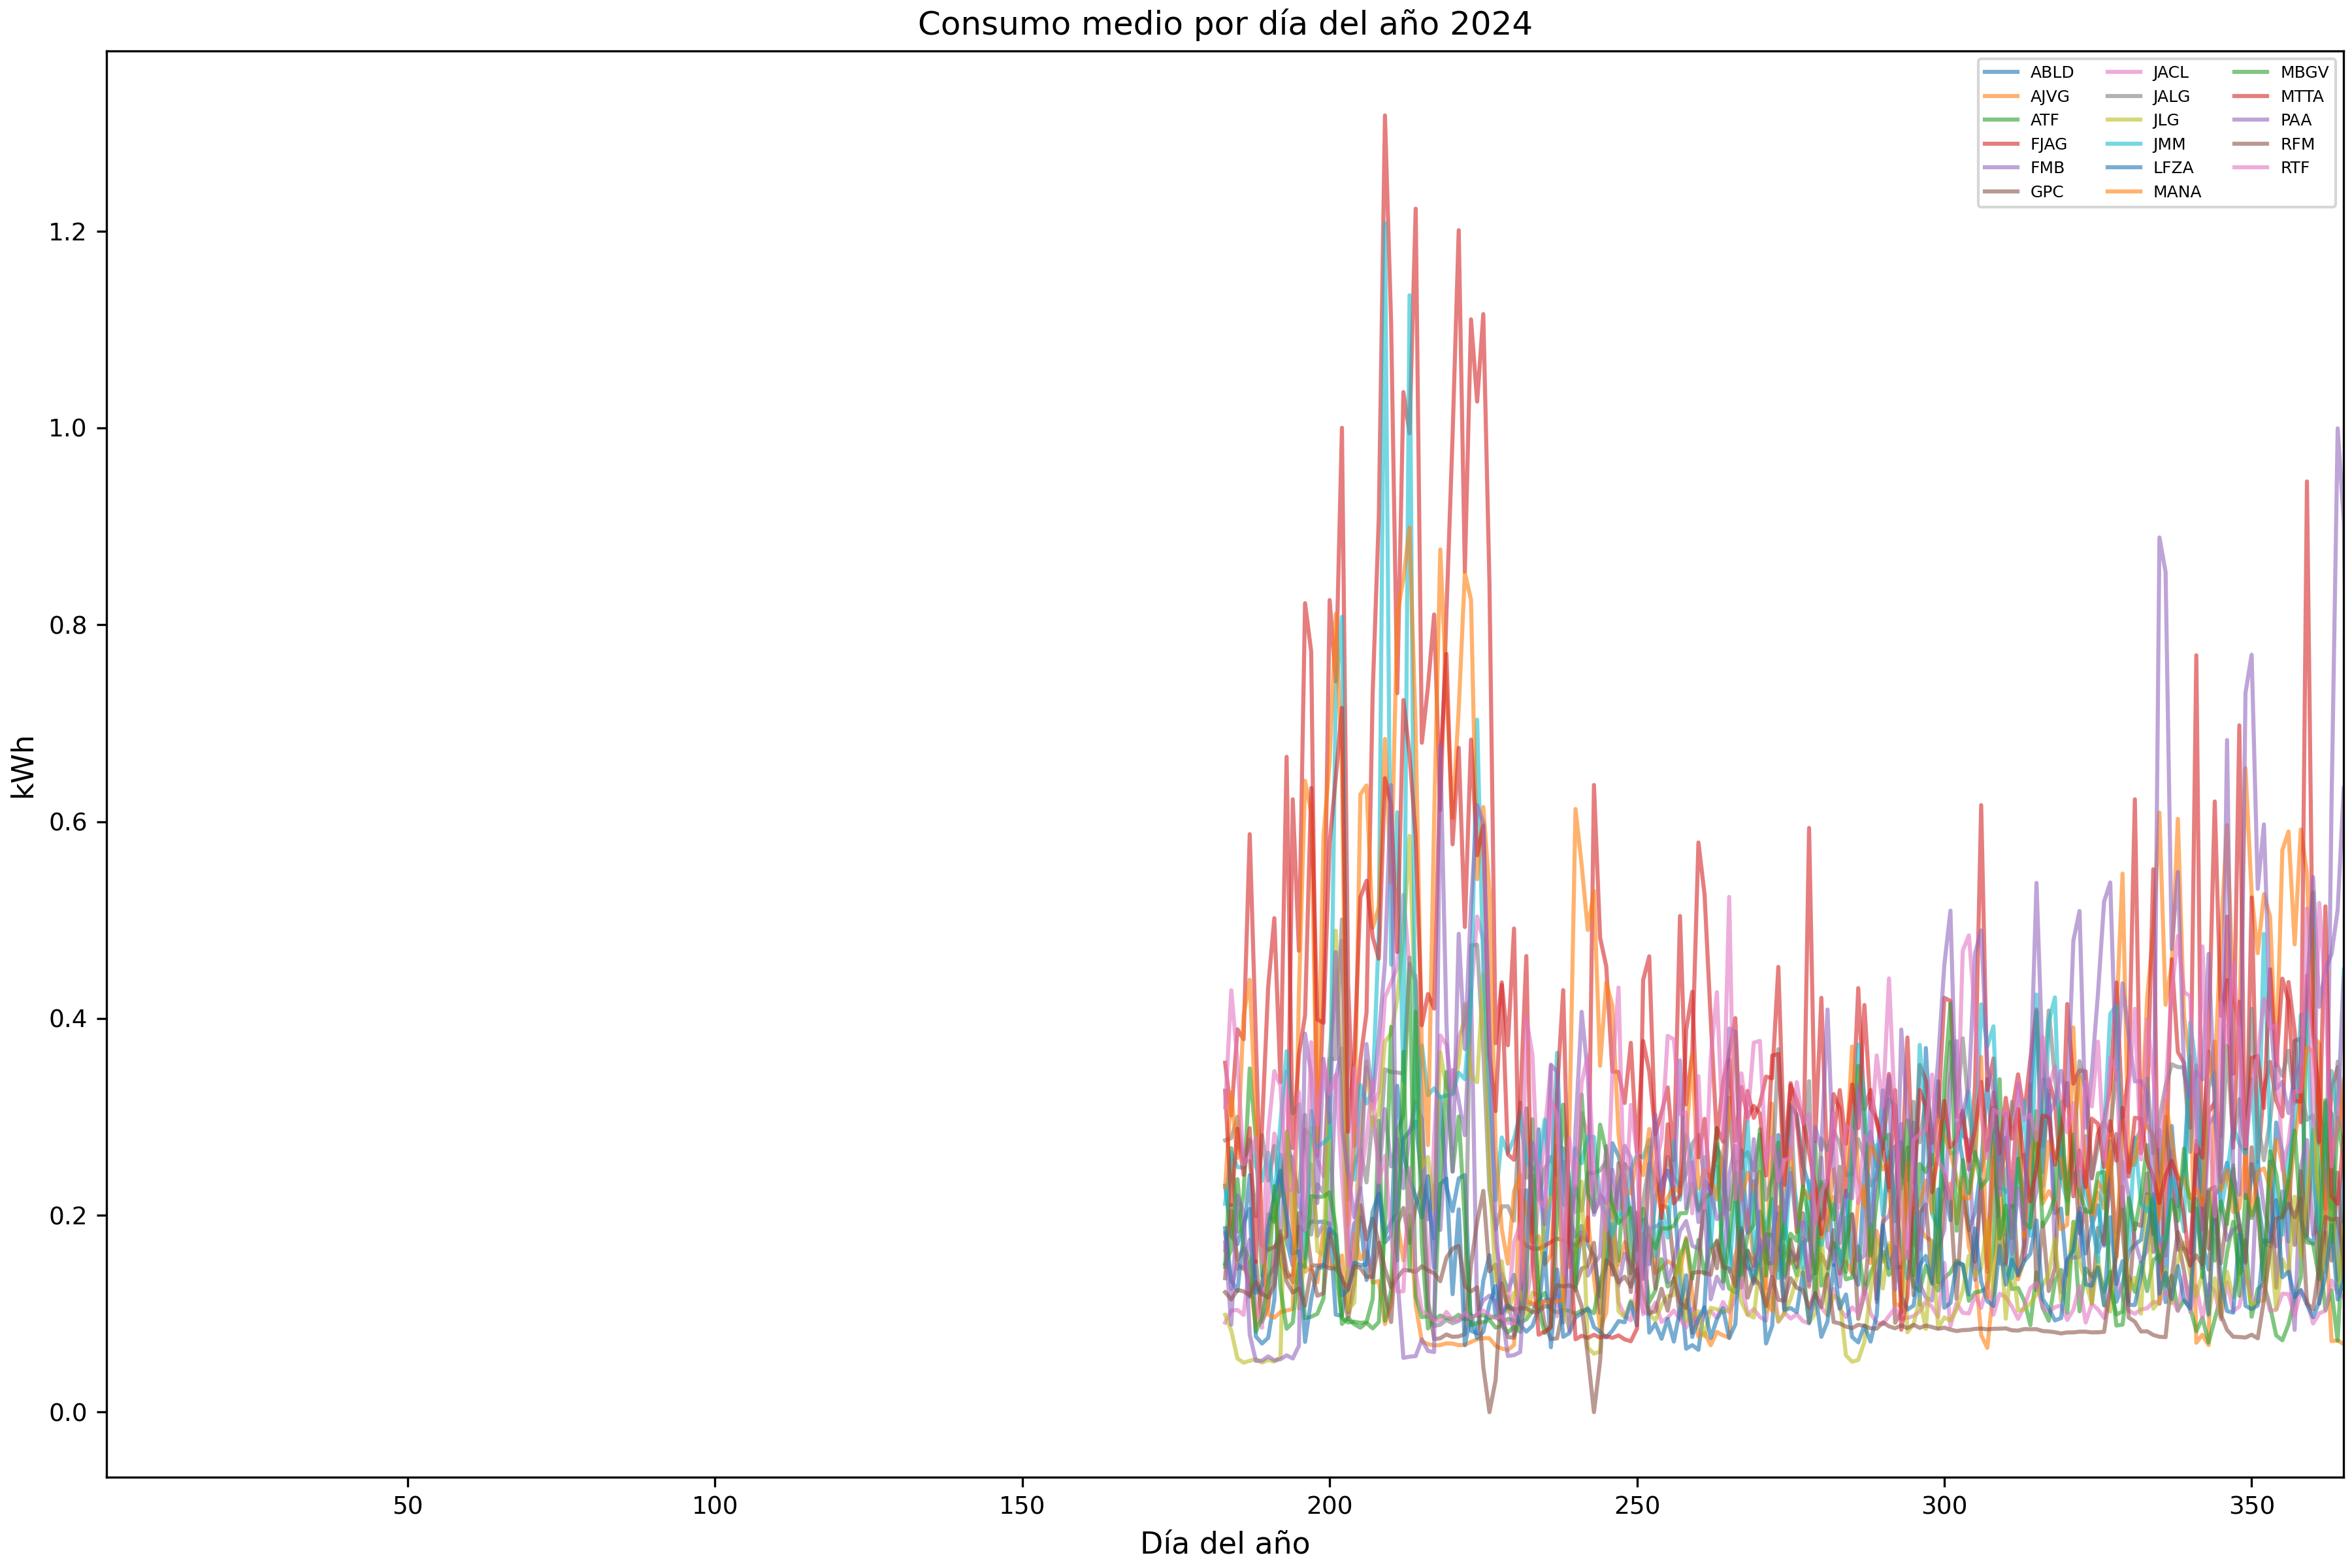 Consumo medio por día del año 2024
ABLD
AJVG
ATF
FJAG
FMB
GPC
JACL
JALG
JLG
JMM
LFZA
MANA
MBGV
MTTA
PAA
RFM
RTF
kWh
1.2
1.0
0.8
0.6
0.4
0.2
0.0
50
100
150
200
250
300
350
Día del año